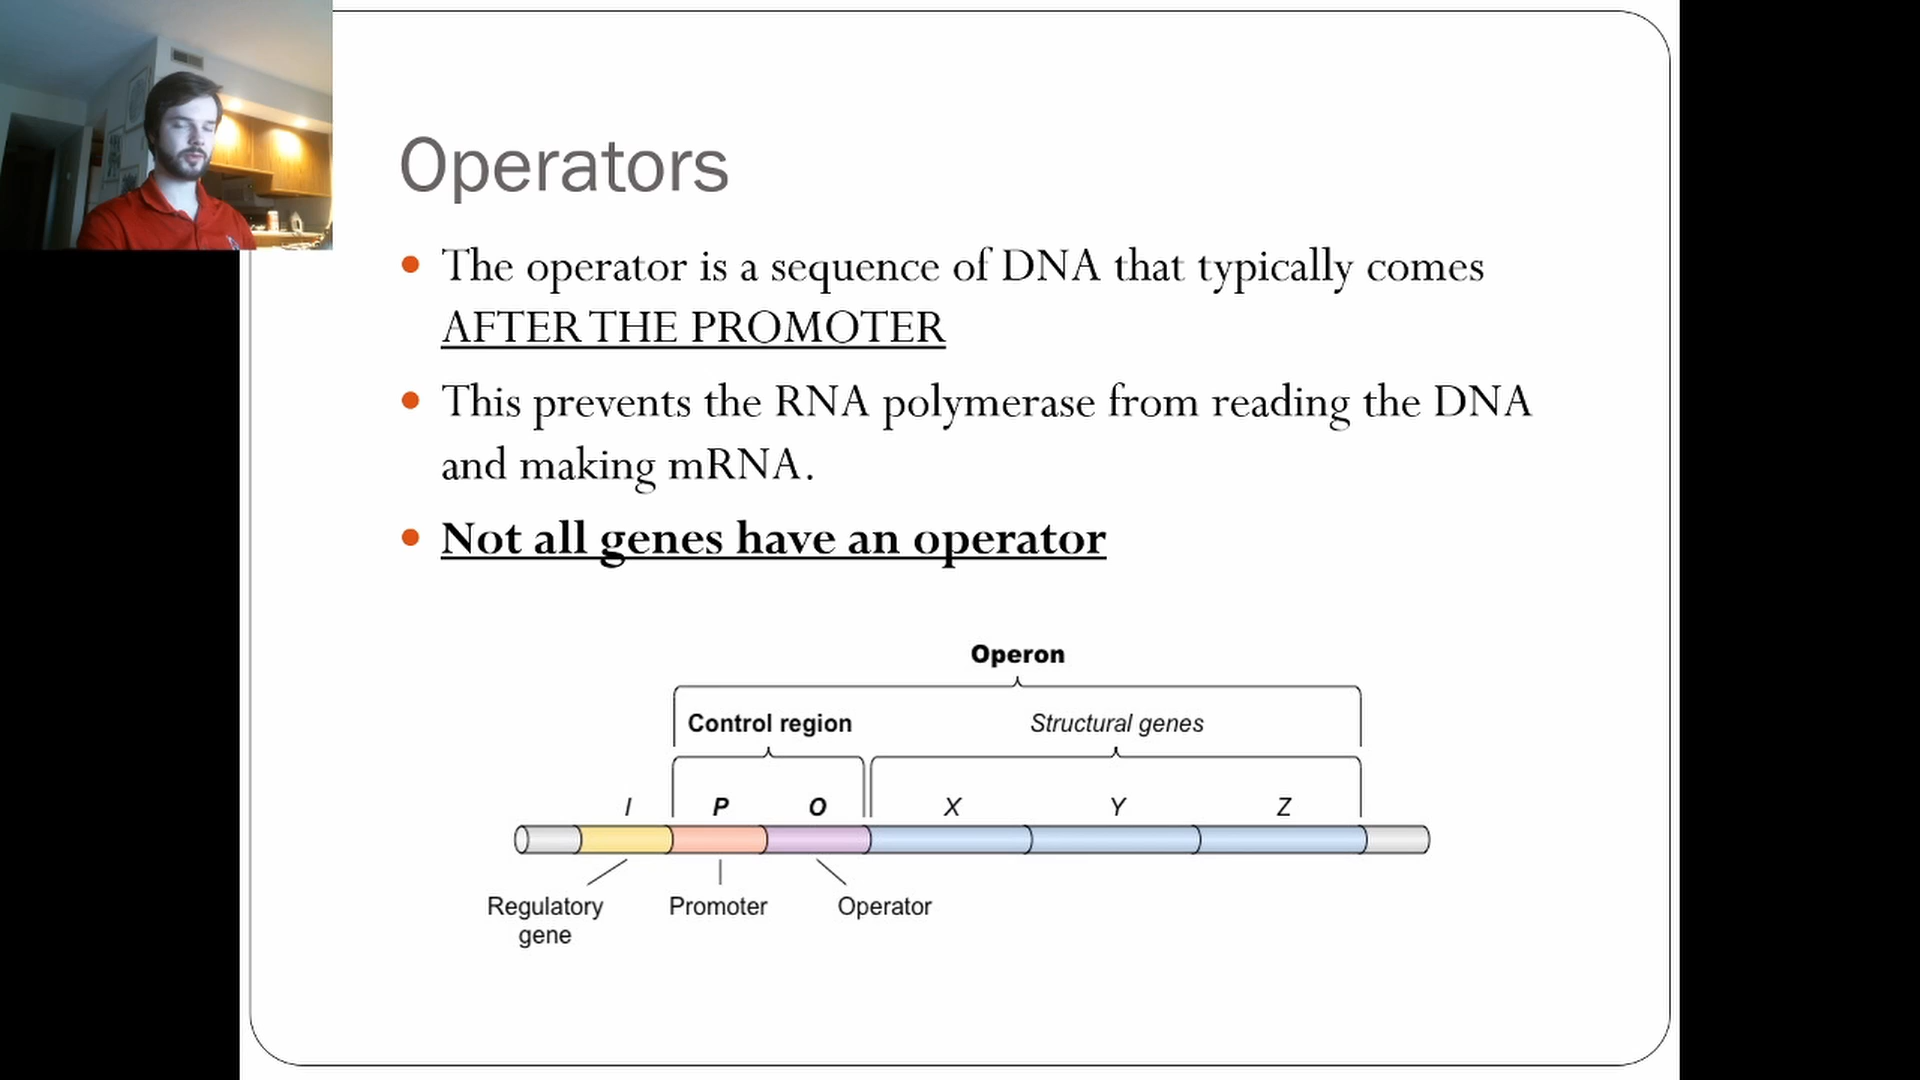 Operators
The operator is a sequence of DNA that typically comes
AFTER THE PROMOTER
This prevents the RNA polymerase from reading the DNA
and making mRNA.
Not all genes have an operator
Operon
Control region
Structural genes
I P O X Y Z
Regulatory
gene
Promoter
Operator